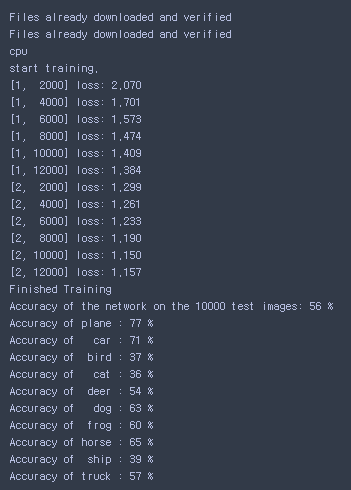 Files already downloaded and verified
Files already downloaded and verified
cpu
start training.
[1,  2000] loss: 2.070
[1,  4000] loss: 1.701
[1,  6000] loss: 1.573
[1,  8000] loss: 1.474
[1, 10000] loss: 1.409
[1, 12000] loss: 1.384
[2,  2000] loss: 1.299
[2,  4000] loss: 1.261
[2,  6000] loss: 1.233
[2,  8000] loss: 1.190
[2, 10000] loss: 1.150
[2, 12000] loss: 1.157
Finished Training
Accuracy of the network on the 10000 test images: 56 %
Accuracy of plane : 77 %
Accuracy of   car : 71 %
Accuracy of  bird : 37 %
Accuracy of   cat : 36 %
Accuracy of  deer : 54 %
Accuracy of   dog : 63 %
Accuracy of  frog : 60 %
Accuracy of horse : 65 %
Accuracy of  ship : 39 %
Accuracy of truck : 57 %